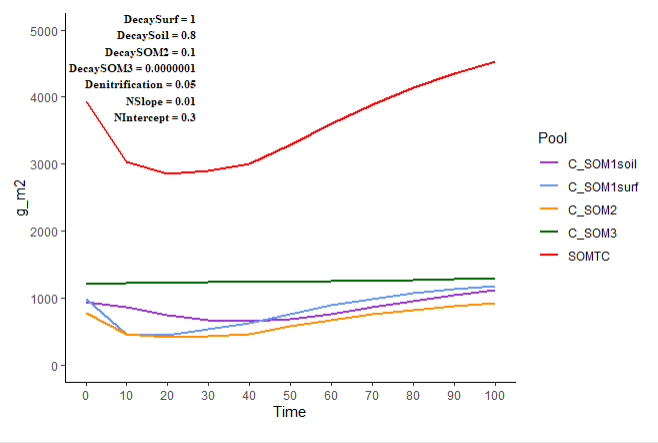 DecaySurf = 1
DecaySoil = 0.8
DecaySOM2 = 0.1
DecaySOM3 = 0.0000001
Denitrification = 0.05
NSlope = 0.01
NIntercept = 0.3
5000
4000
3000
2000
1000
0
g_m2
0 10 20 30 40 50 60 70 80 90 100
Time
Pool
C_SOM1soil
C_SOM1surf
C_SOM2
C_SOM3
SOMTC